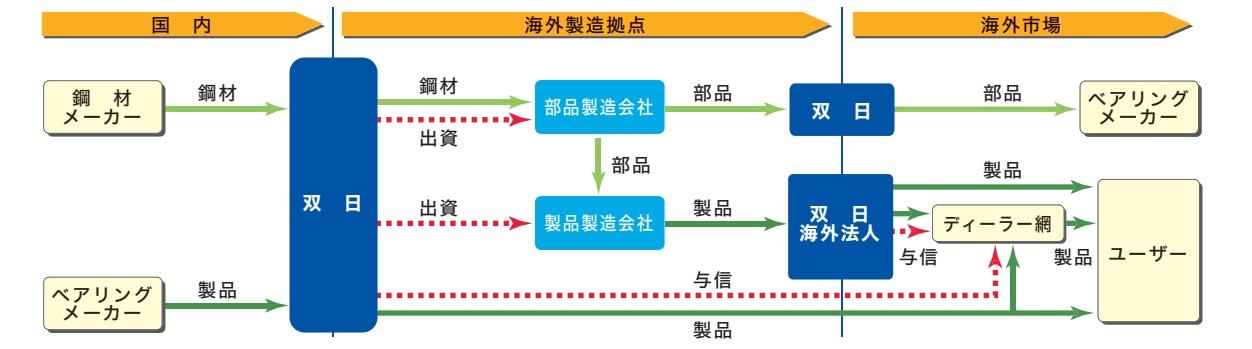 国　内
海外製造拠点
海外市場
鋼　材
メーカー
鋼材
双　日
鋼材
出資
部品製造会社
部品
双　日
部品
ベアリング
メーカー
部品
出資
製品製造会社
製品
双　日
海外法人
製品
ディーラー網
与信
製品
ユーザー
ベアリング
メーカー
製品
与信
製品